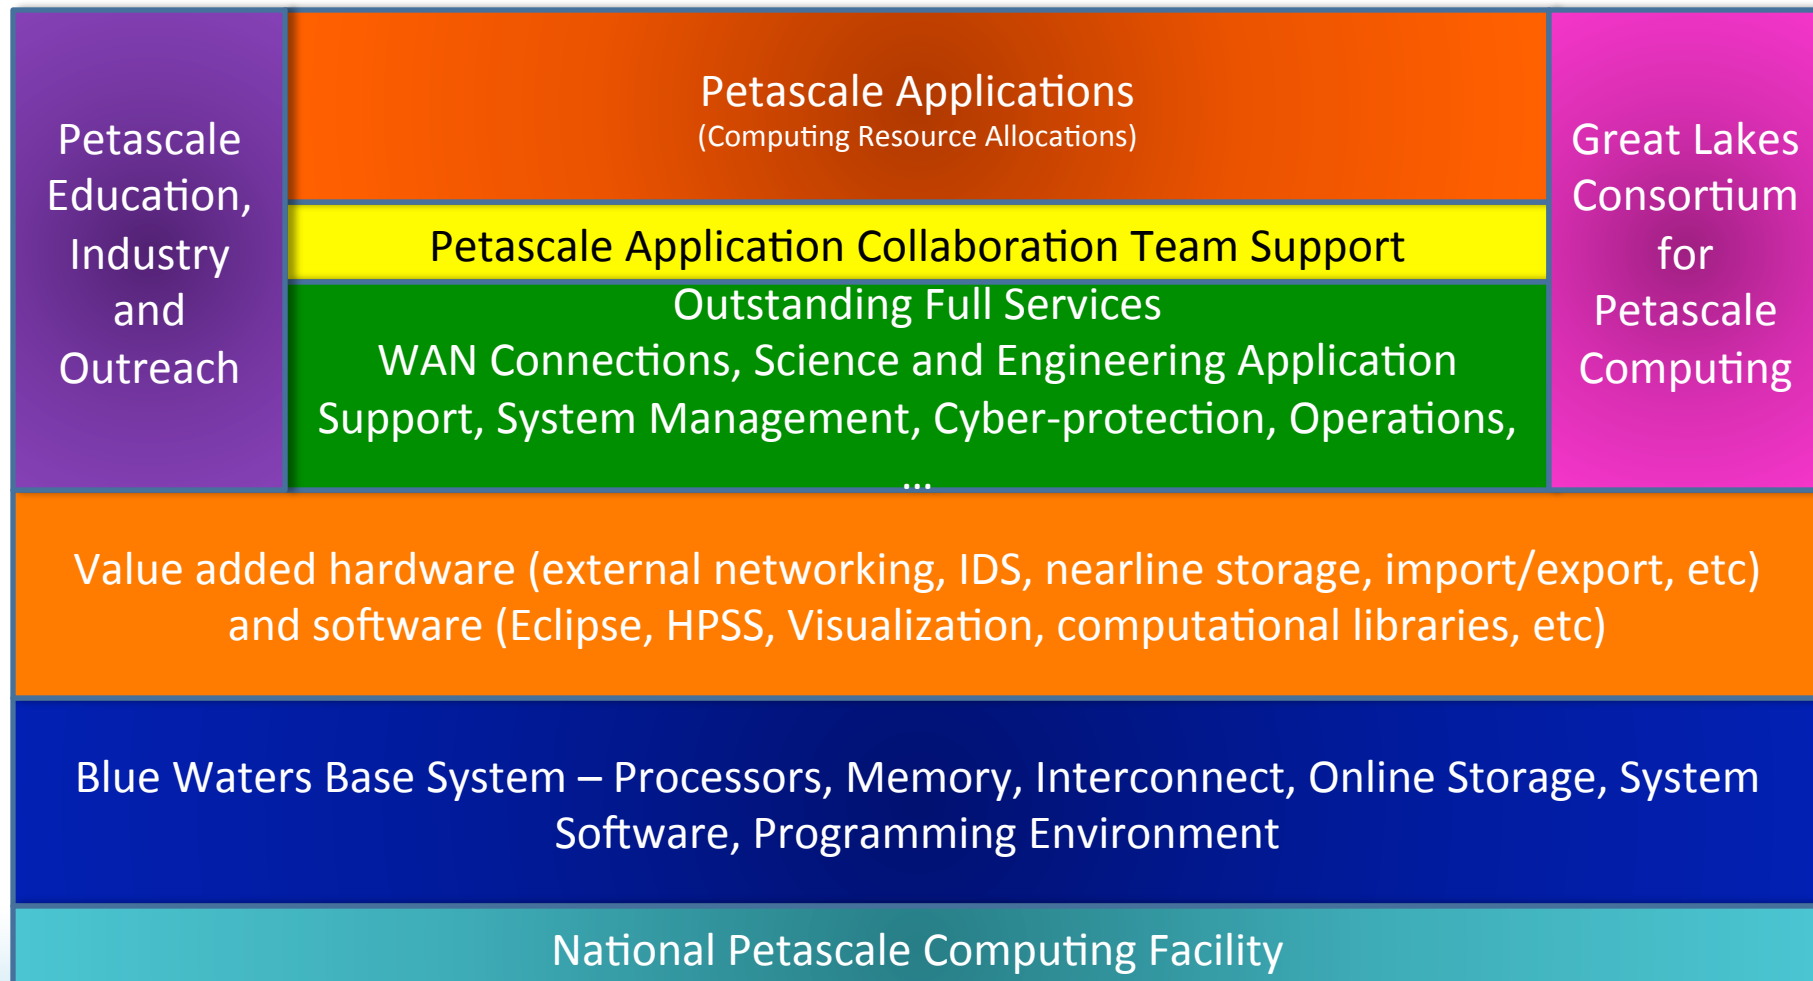 Petascale
Education,
Industry
and
Outreach
Petascale Applications
(Computing Resource Allocations)
Petascale Application Collaboration Team Support
Outstanding Full Services
WAN Connections, Science and Engineering Application
Support, System Management, Cyber-protection, Operations,
...
Great Lakes
Consortium
for
Petascale
Computing
Value added hardware (external networking, IDS, nearline storage, import/export, etc)
and software (Eclipse, HPSS, Visualization, computational libraries, etc)
Blue Waters Base System – Processors, Memory, Interconnect, Online Storage, System
Software, Programming Environment
National Petascale Computing Facility